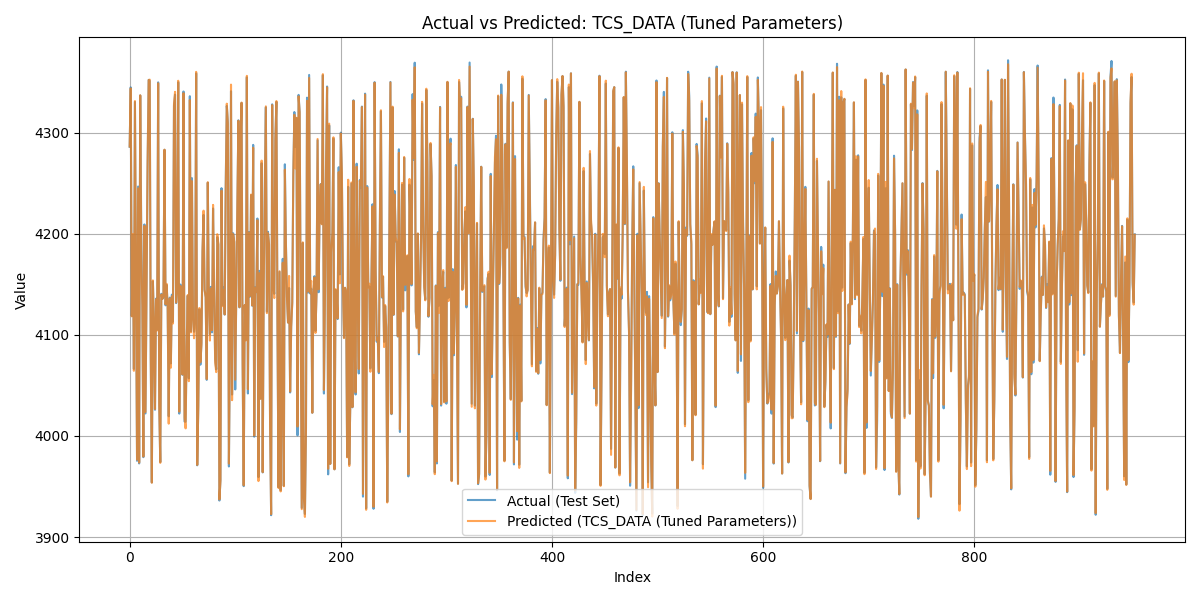 Actual vs Predicted: TCS_DATA (Tuned Parameters)
Value
4300
4200
4100
4000
3900
Actual (Test Set)
Predicted (TCS_DATA (Tuned Parameters))
0
200
400
600
800
Index